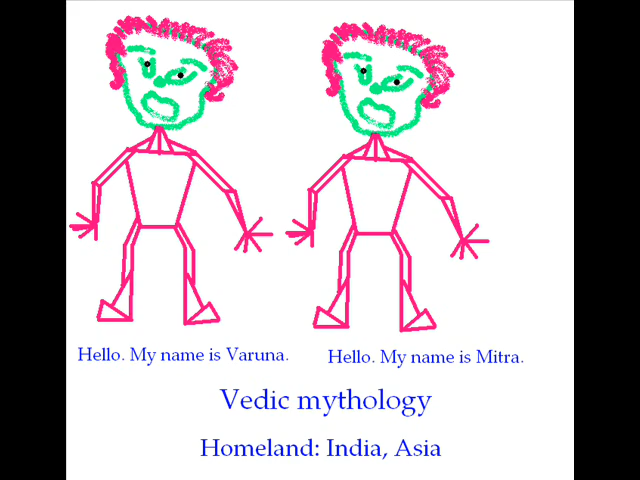 Hello. My name is Varuna.
Hello. My name is Mitra.
Vedic mythology
Homeland: India, Asia